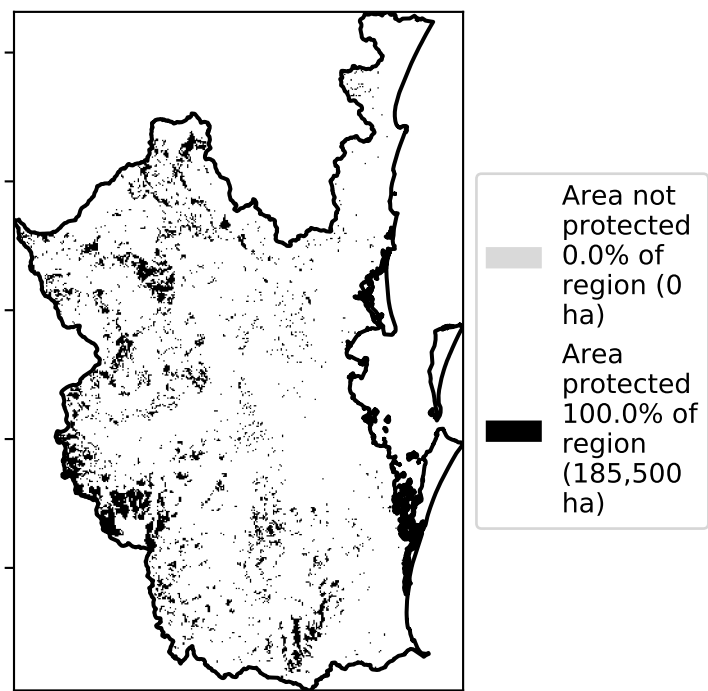 Area not
protected
0.0% of
region (0
ha)
Area
protected
100.0% of
region
(185,500
ha)